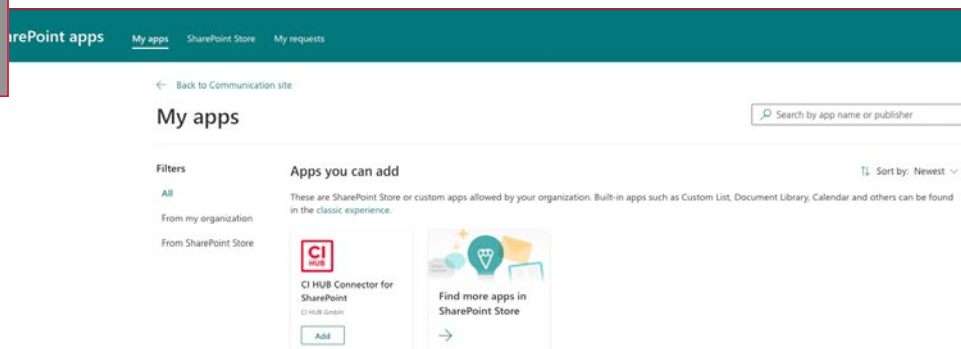 arePoint apps
My apps SharePoint Store My requests
← Back to Communication site
My apps
Search by app name or publisher
Filters
Apps you can add
Sort by: Newest
All
These are SharePoint Store or custom apps allowed by your organization. Built-in apps such as Custom List, Document Library, Calendar and others can be found
in the classic experience.
From my organization
From SharePoint Store
CI
HUB
CI HUB Connector for
SharePoint
CI HUB GmbH
Add
Find more apps in
SharePoint Store
→